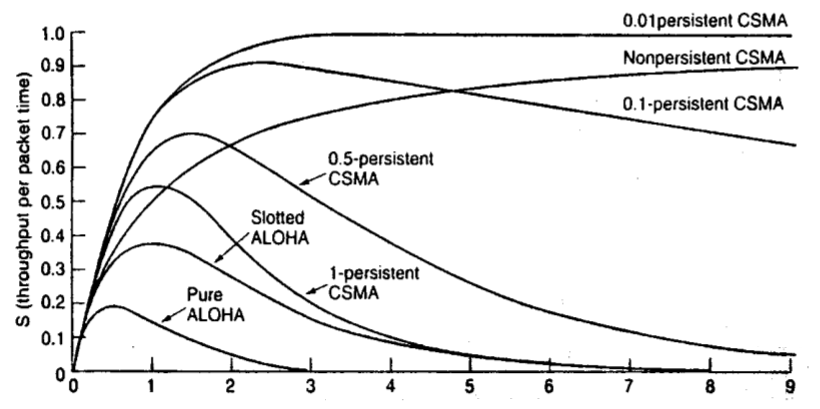 0.01persistent CSMA
Nonpersistent CSMA
0.1-persistent CSMA
0.5-persistent
CSMA
Slotted
ALOHA
1-persistent
CSMA
Pure
ALOHA
S (throughput per packet time)
1.0
0.9
0.8
0.7
0.6
0.5
0.4
0.3
0.2
0.1
0
0 1 2 3 4 5 6 7 8 9